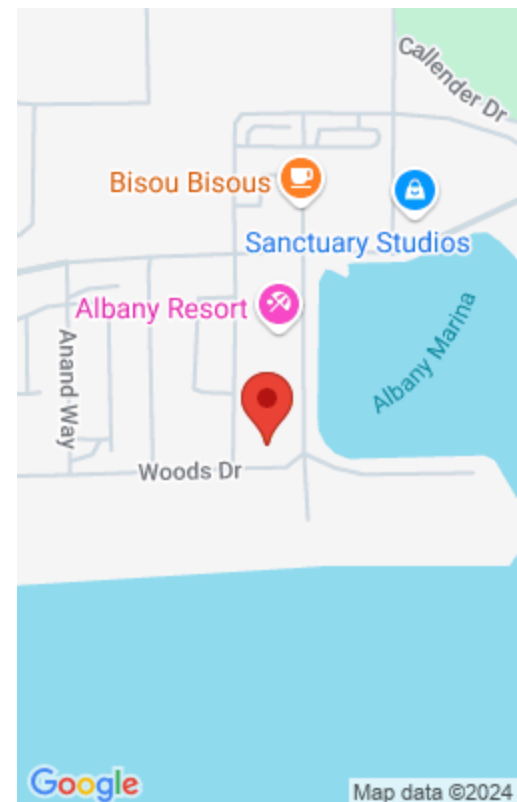 Callender Dr
Bisou Bisous
Sanctuary Studios
Albany Resort
Albany Marina
Anand Way
Woods Dr
Google
Map data ©2024